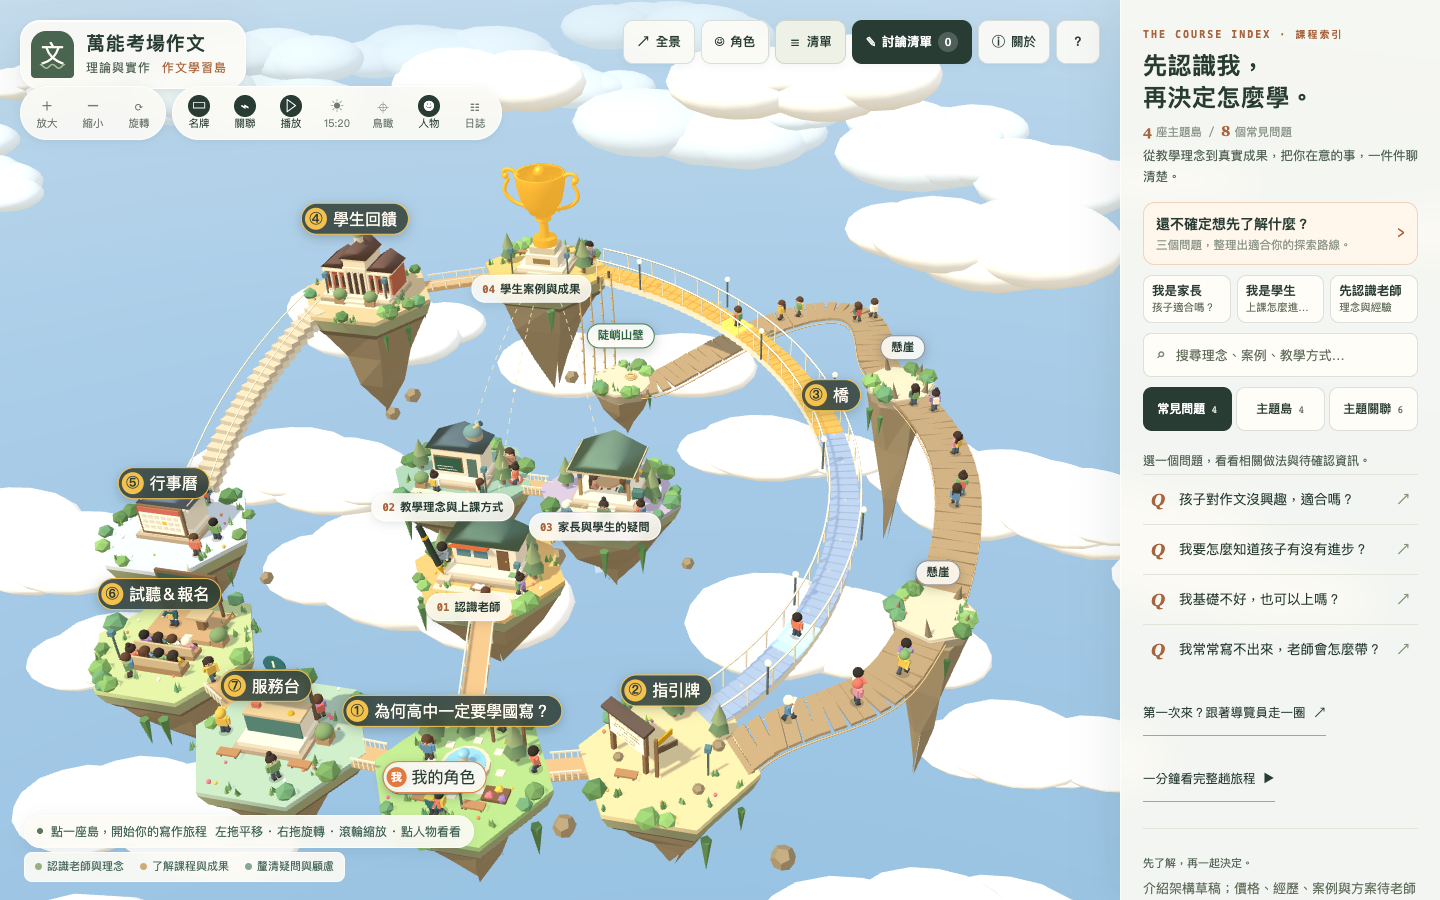 文
萬能考場作文
理論與實作 作文學習島
放大
縮小
旋轉
名牌
關聯
播放
15:20
鳥瞰
人物
日誌
↗ 全景
角色
≡ 清單
✎ 討論清單 0
ⓘ 關於
?
④ 學生回饋
04 學生案例與成果
陡峭山壁
懸崖
③ 橋
⑤ 行事曆
02 教學理念與上課方式
03 家長與學生的疑問
懸崖
⑥ 試聽＆報名
01 認識老師
⑦ 服務台
① 為何高中一定要學國寫？
② 指引牌
我 我的角色
點一座島，開始你的寫作旅程 左拖平移・右拖旋轉・滾輪縮放・點人物看看
認識老師與理念
了解課程與成果
釐清疑問與顧慮
THE COURSE INDEX · 課程索引
先認識我，
再決定怎麼學。
4 座主題島 / 8 個常見問題
從教學理念到真實成果，把你在意的事，一件件聊
清楚。
還不確定想先了解什麼？
三個問題，整理出適合你的探索路線。
我是家長
孩子適合嗎？
我是學生
上課怎麼進…
先認識老師
理念與經驗
搜尋理念、案例、教學方式…
常見問題 4
主題島 4
主題關聯 6
選一個問題，看看相關做法與待確認資訊。
Q 孩子對作文沒興趣，適合嗎？ ↗
Q 我要怎麼知道孩子有沒有進步？ ↗
Q 我基礎不好，也可以上嗎？ ↗
Q 我常常寫不出來，老師會怎麼帶？ ↗
第一次來？跟著導覽員走一圈 ↗
一分鐘看完整趟旅程 ▶
先了解，再一起決定。
介紹架構草稿；價格、經歷、案例與方案待老師